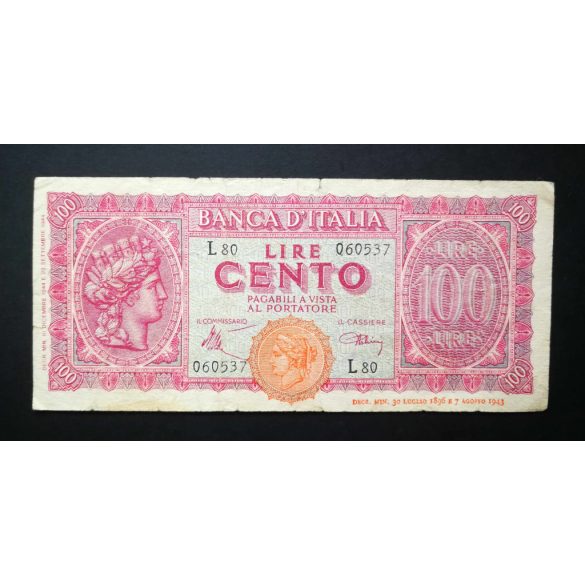 100
BANCA D'ITALIA
100
L 80
LIRE
060537
CENTO
PAGABILI A VISTA
AL PORTATORE
IL COMMISSARIO
IL CASSIERE
060537
L 80
LIRE
100
LIRE
100
100
DECR. MIN. 30 LUGLIO 1896 E 7 AGOSTO 1943